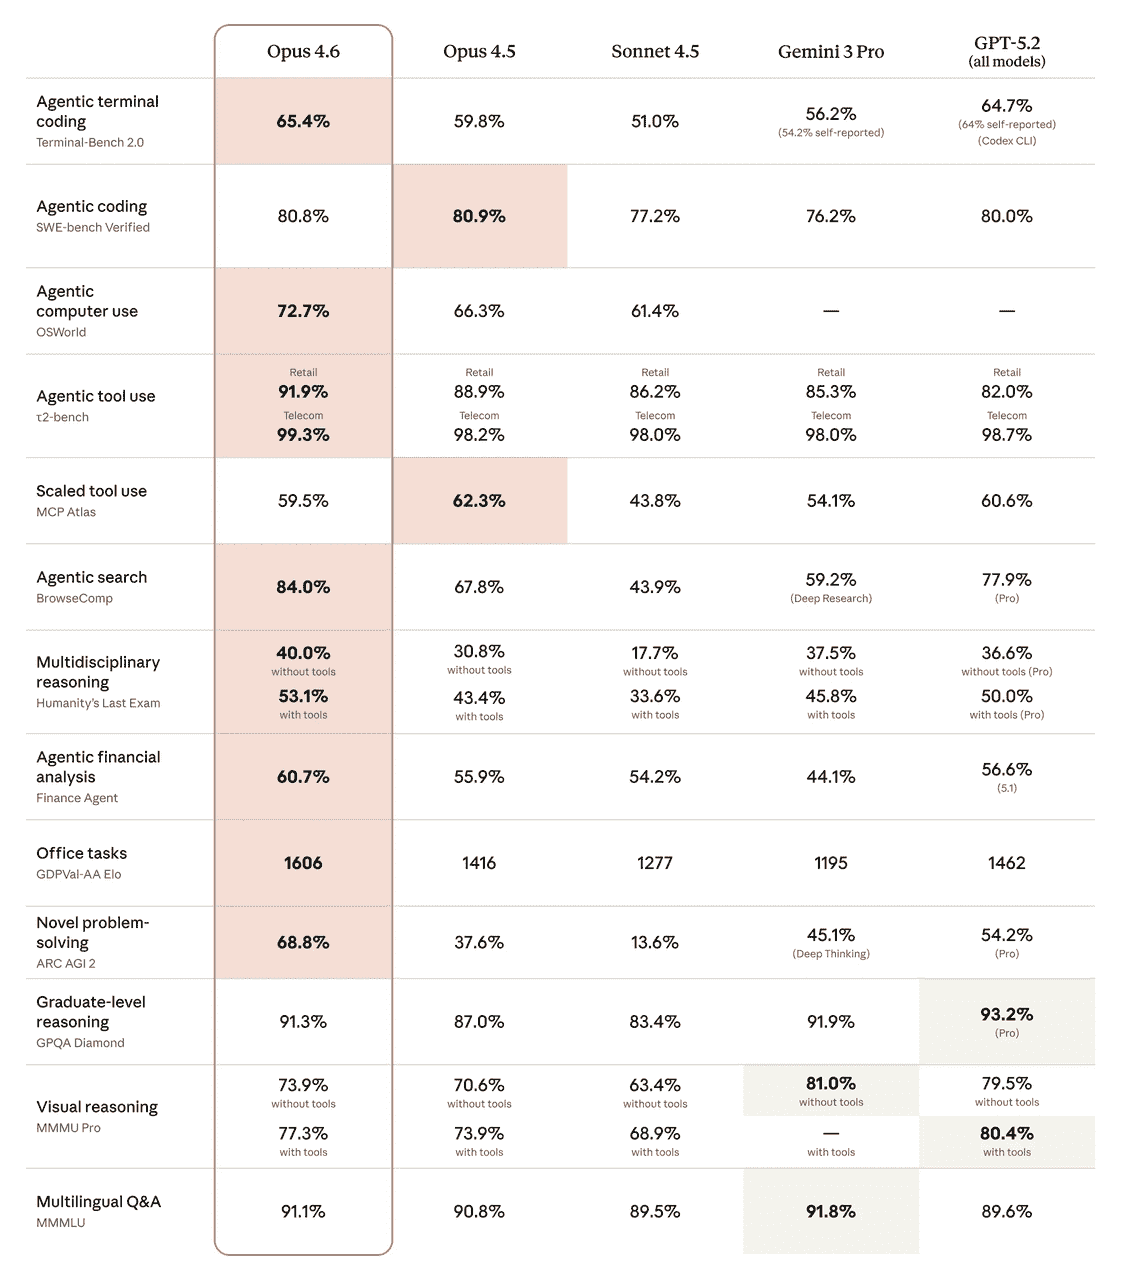 Opus 4.6 Opus 4.5 Sonnet 4.5 Gemini 3 Pro GPT-5.2
(all models)
Agentic terminal
coding
Terminal-Bench 2.0
65.4% 59.8% 51.0% 56.2% 64.7%
(54.2% self-reported) (64% self-reported)
(Codex CLI)
Agentic coding
SWE-bench Verified
80.8% 80.9% 77.2% 76.2% 80.0%
Agentic
computer use
OSWorld
72.7% 66.3% 61.4% — —
Agentic tool use
τ2-bench
Retail Retail Retail Retail Retail
91.9% 88.9% 86.2% 85.3% 82.0%
Telecom Telecom Telecom Telecom Telecom
99.3% 98.2% 98.0% 98.0% 98.7%
Scaled tool use
MCP Atlas
59.5% 62.3% 43.8% 54.1% 60.6%
Agentic search
BrowseComp
84.0% 67.8% 43.9% 59.2% 77.9%
(Deep Research) (Pro)
Multidisciplinary
reasoning
Humanity's Last Exam
40.0% 30.8% 17.7% 37.5% 36.6%
without tools without tools without tools without tools without tools (Pro)
53.1% 43.4% 33.6% 45.8% 50.0%
with tools with tools with tools with tools with tools (Pro)
Agentic financial
analysis
Finance Agent
60.7% 55.9% 54.2% 44.1% 56.6%
(5.1)
Office tasks
GDPVal-AA Elo
1606 1416 1277 1195 1462
Novel problem-
solving
ARC AGI 2
68.8% 37.6% 13.6% 45.1% 54.2%
(Deep Thinking) (Pro)
Graduate-level
reasoning
GPQA Diamond
91.3% 87.0% 83.4% 91.9% 93.2%
(Pro)
Visual reasoning
MMMU Pro
73.9% 70.6% 63.4% 81.0% 79.5%
without tools without tools without tools without tools without tools
77.3% 73.9% 68.9% — 80.4%
with tools with tools with tools with tools with tools
Multilingual Q&A
MMMLU
91.1% 90.8% 89.5% 91.8% 89.6%